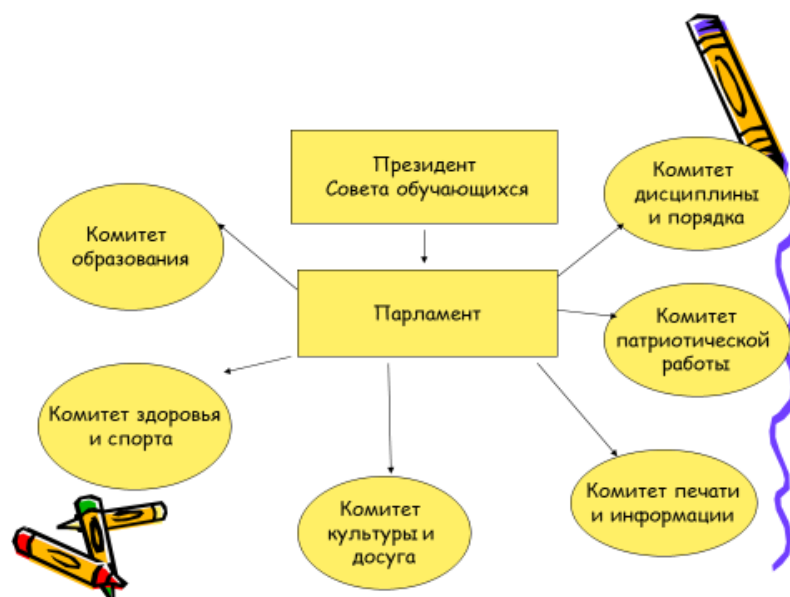 Президент
Совета обучающихся
Комитет
дисциплины
и порядка
Комитет
образования
Парламент
Комитет
патриотической
работы
Комитет здоровья
и спорта
Комитет
культуры и
досуга
Комитет печати
и информации